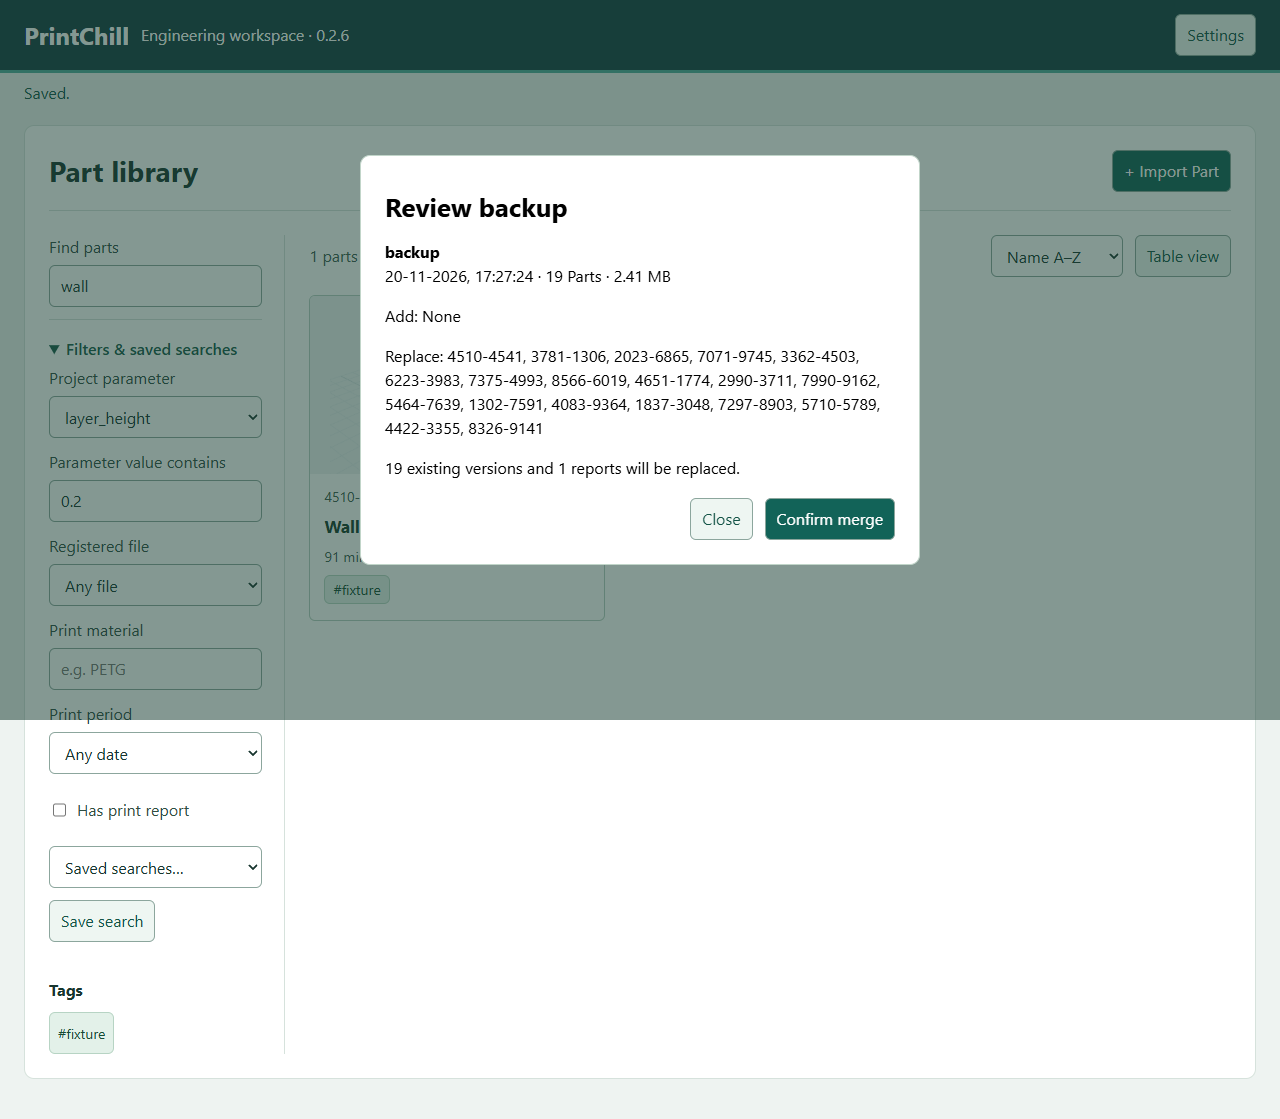 PrintChill Engineering workspace · 0.2.6
Settings
Saved.
Part library
+ Import Part
Find parts
wall
▼ Filters & saved searches
Project parameter
layer_height
Parameter value contains
0.2
Registered file
Any file
Print material
e.g. PETG
Print period
Any date
Has print report
Saved searches...
Save search
Tags
#fixture
1 parts
Name A–Z
Table view
4510-
Wall
91
#fixture
Review backup
backup
20-11-2026, 17:27:24 · 19 Parts · 2.41 MB
Add: None
Replace: 4510-4541, 3781-1306, 2023-6865, 7071-9745, 3362-4503,
6223-3983, 7375-4993, 8566-6019, 4651-1774, 2990-3711, 7990-9162,
5464-7639, 1302-7591, 4083-9364, 1837-3048, 7297-8903, 5710-5789,
4422-3355, 8326-9141
19 existing versions and 1 reports will be replaced.
Close
Confirm merge